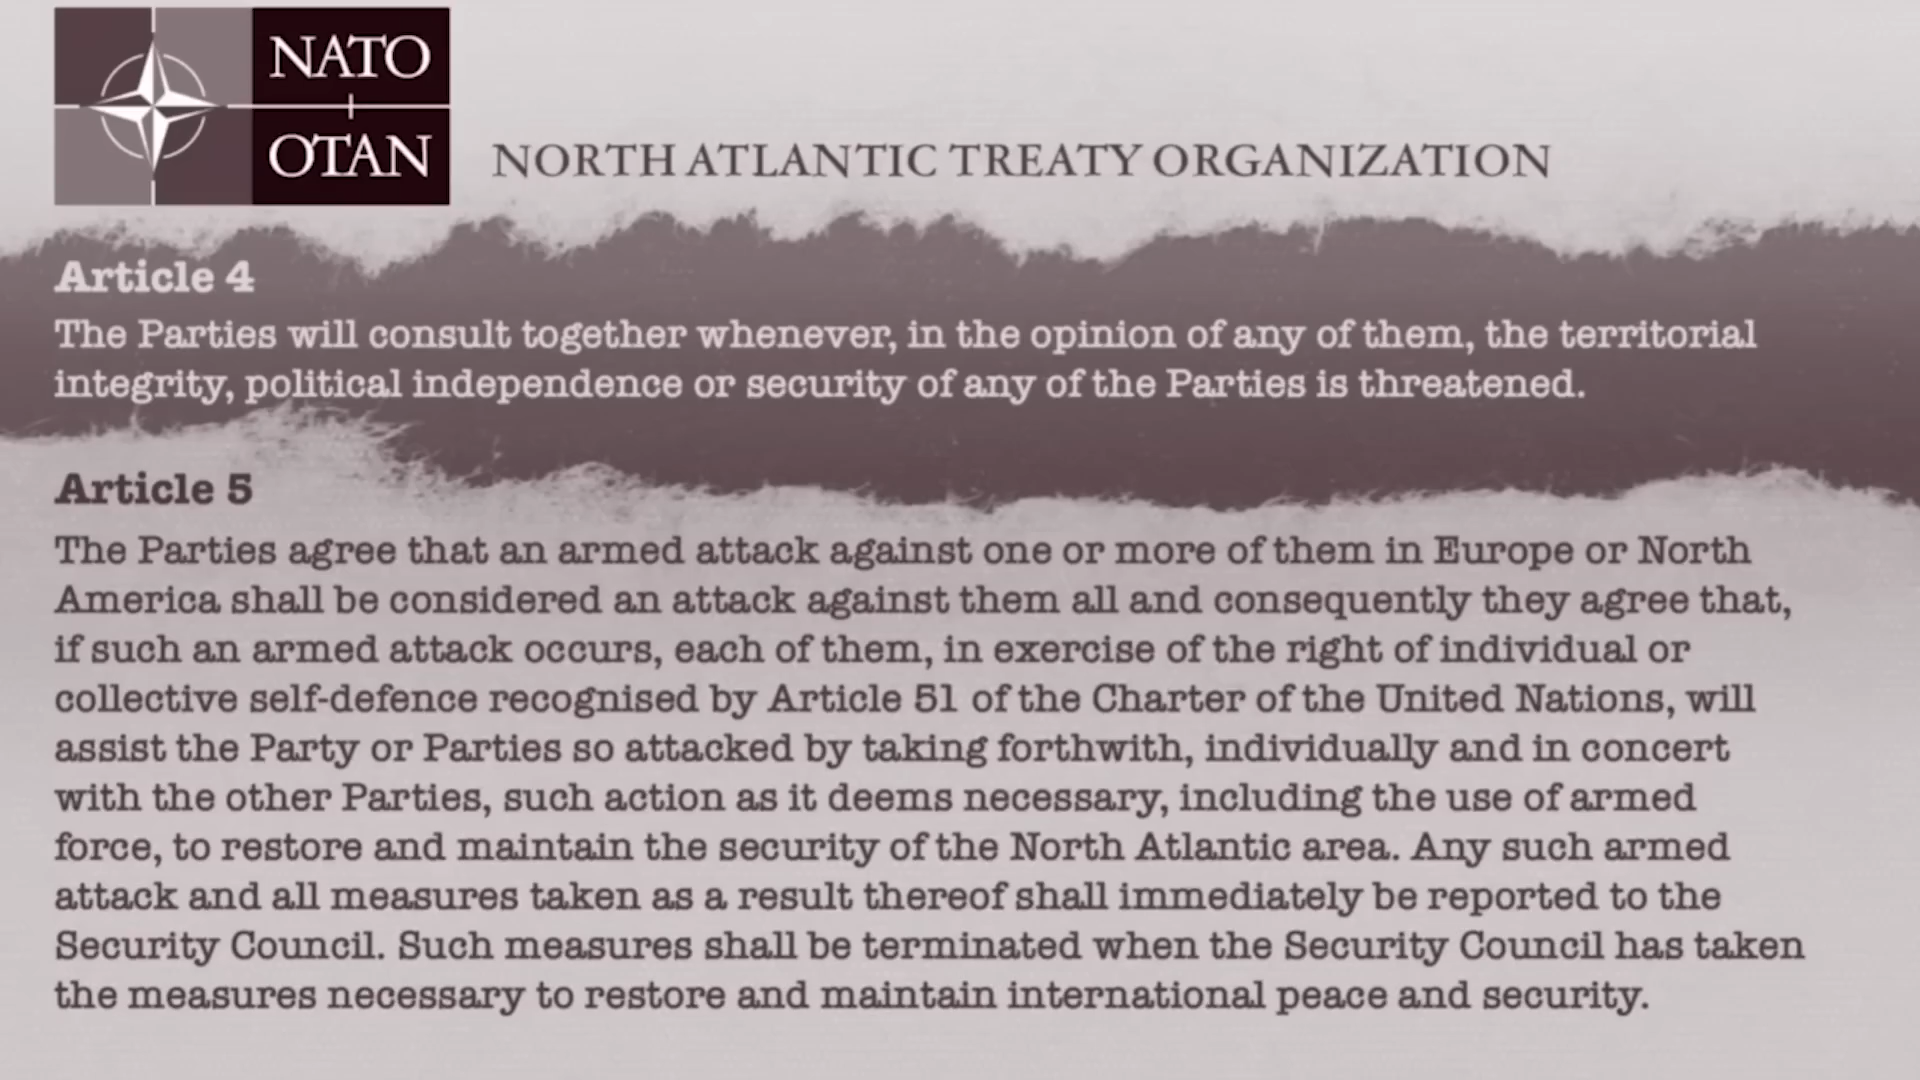 NATO
OTAN
NORTH ATLANTIC TREATY ORGANIZATION
Article 4
The Parties will consult together whenever, in the opinion of any of them, the territorial
integrity, political independence or security of any of the Parties is threatened.
Article 5
The Parties agree that an armed attack against one or more of them in Europe or North
America shall be considered an attack against them all and consequently they agree that,
if such an armed attack occurs, each of them, in exercise of the right of individual or
collective self-defence recognised by Article 51 of the Charter of the United Nations, will
assist the Party or Parties so attacked by taking forthwith, individually and in concert
with the other Parties, such action as it deems necessary, including the use of armed
force, to restore and maintain the security of the North Atlantic area. Any such armed
attack and all measures taken as a result thereof shall immediately be reported to the
Security Council. Such measures shall be terminated when the Security Council has taken
the measures necessary to restore and maintain international peace and security.